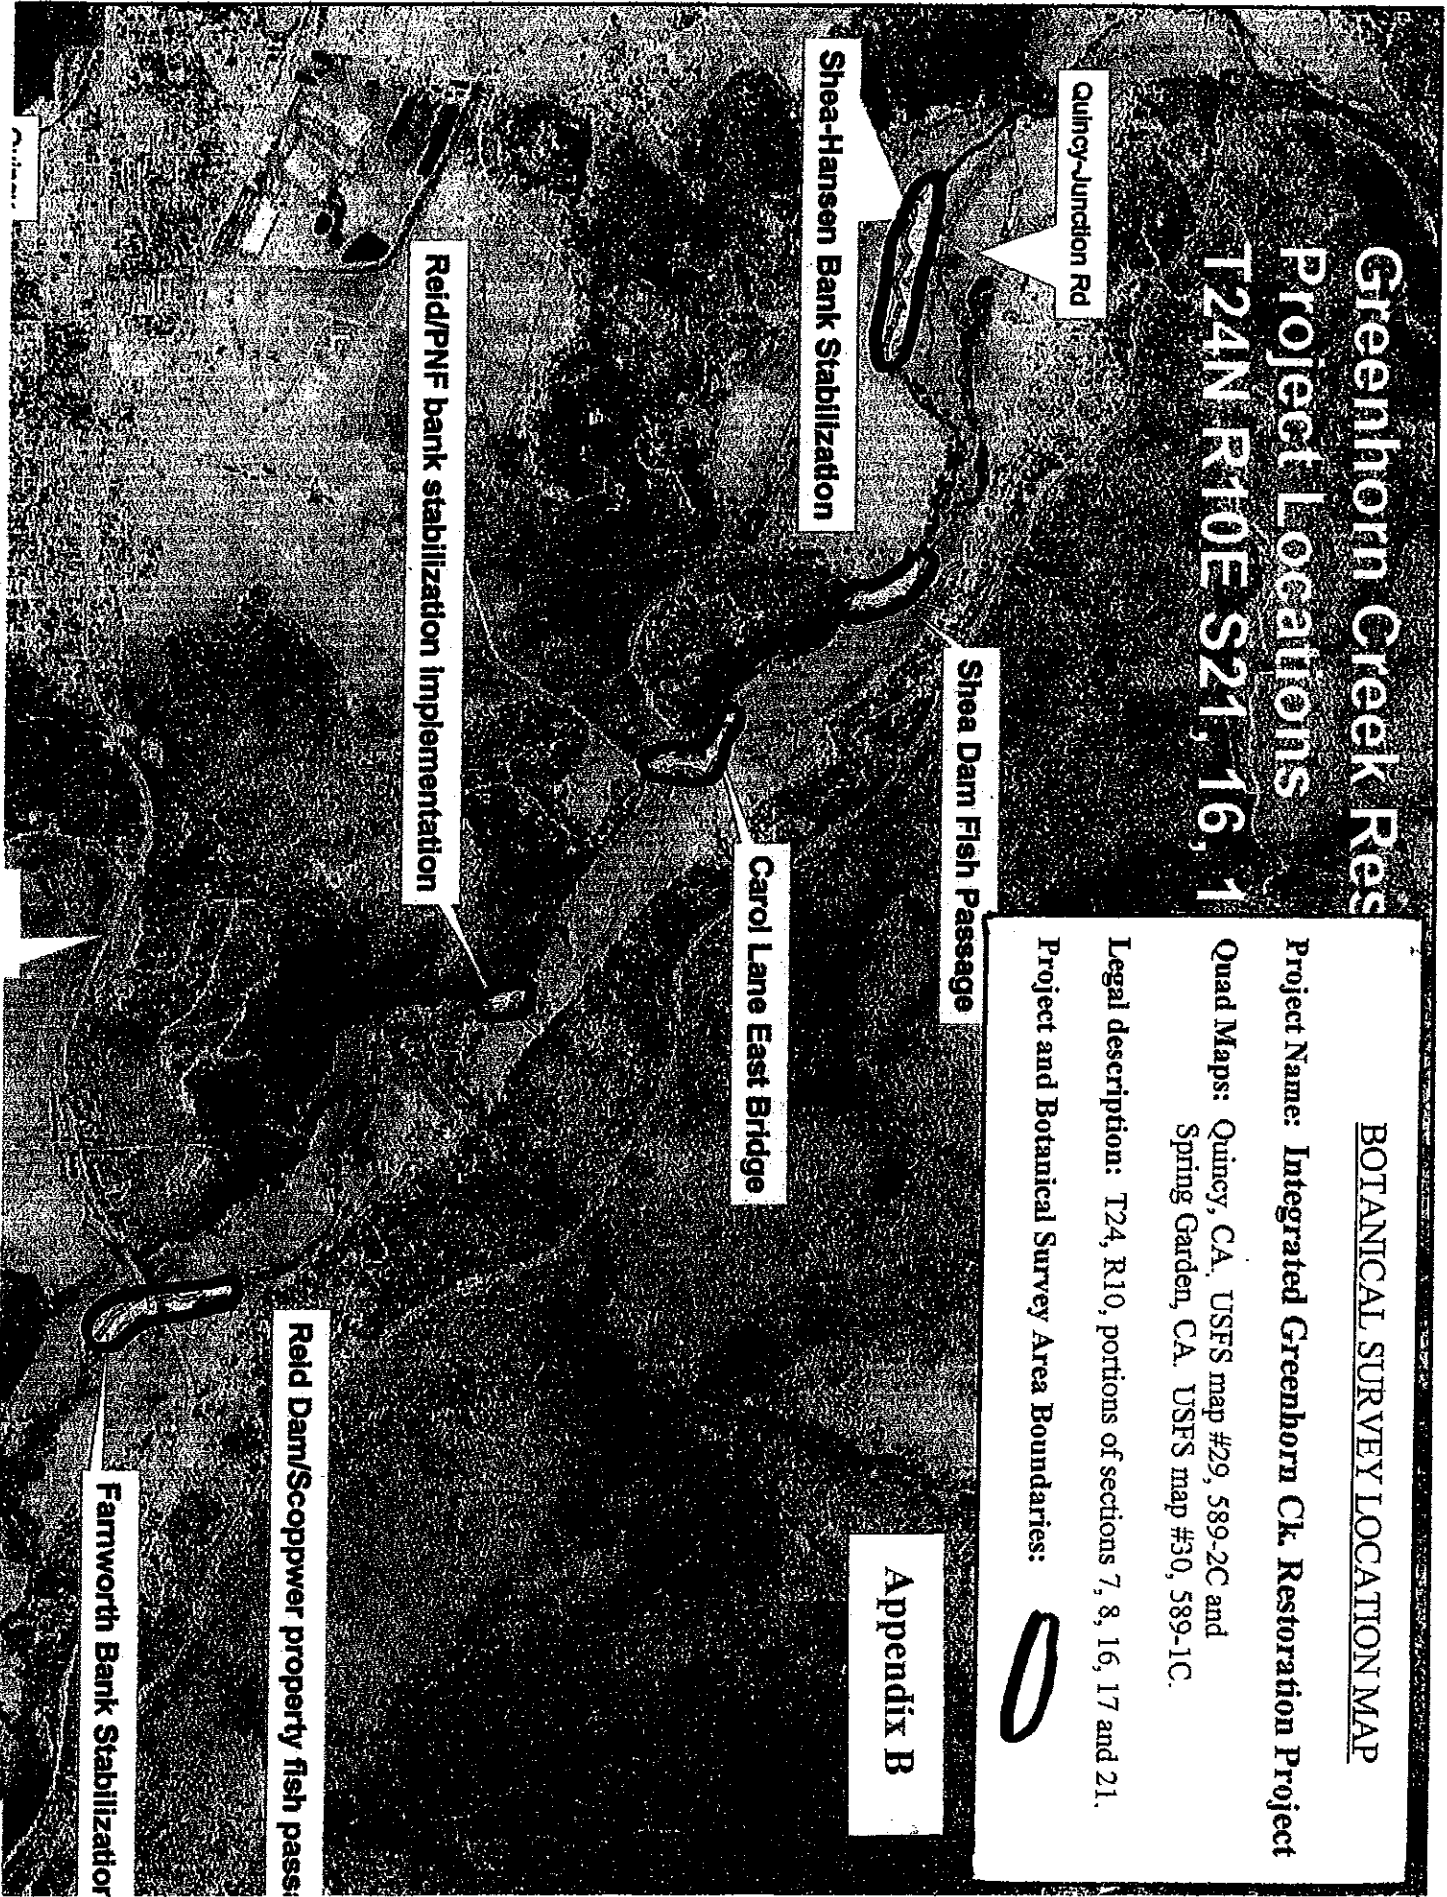 Greenhorn Creek Res
Project Locations
T24N R10E S21, 16, 1
BOTANICAL SURVEY LOCATION MAP
Project Name: Integrated Greenhorn Ck. Restoration Project
Quad Maps: Quincy, CA. USFS map #29, 589-2C and
Spring Garden, CA. USFS map #30, 589-1C.
Legal description: T24, R10, portions of sections 7, 8, 16, 17 and 21.
Project and Botanical Survey Area Boundaries:
Appendix B
Quincy-Junction Rd
Shea-Hansen Bank Stabilization
Shea Dam Fish Passage
Carol Lane East Bridge
Reid/PNF bank stabilization implementation
Reid Dam/Scoppwer property fish pass
Farnworth Bank Stabilization